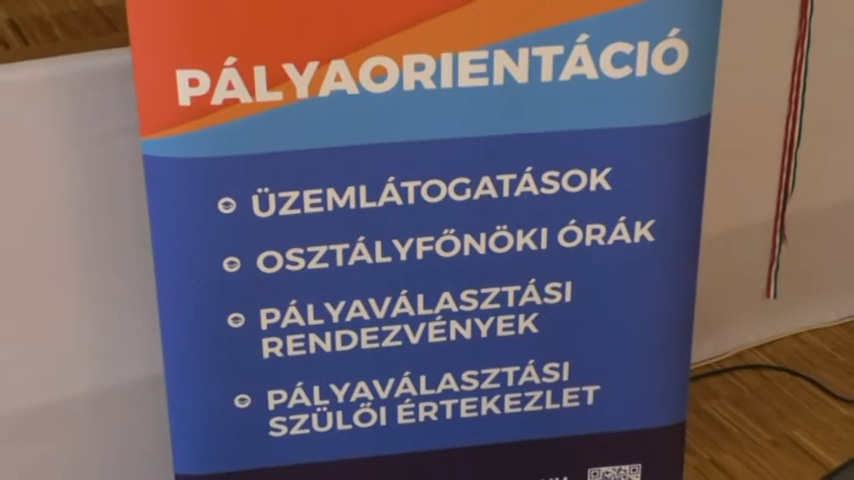 PÁLYAORIENTÁCIÓ
ÜZEMLÁTOGATÁSOK
OSZTÁLYFŐNÖKI ÓRÁK
PÁLYAVÁLASZTÁSI
RENDEZVÉNYEK
PÁLYAVÁLASZTÁSI
SZÜLŐI ÉRTEKEZLET